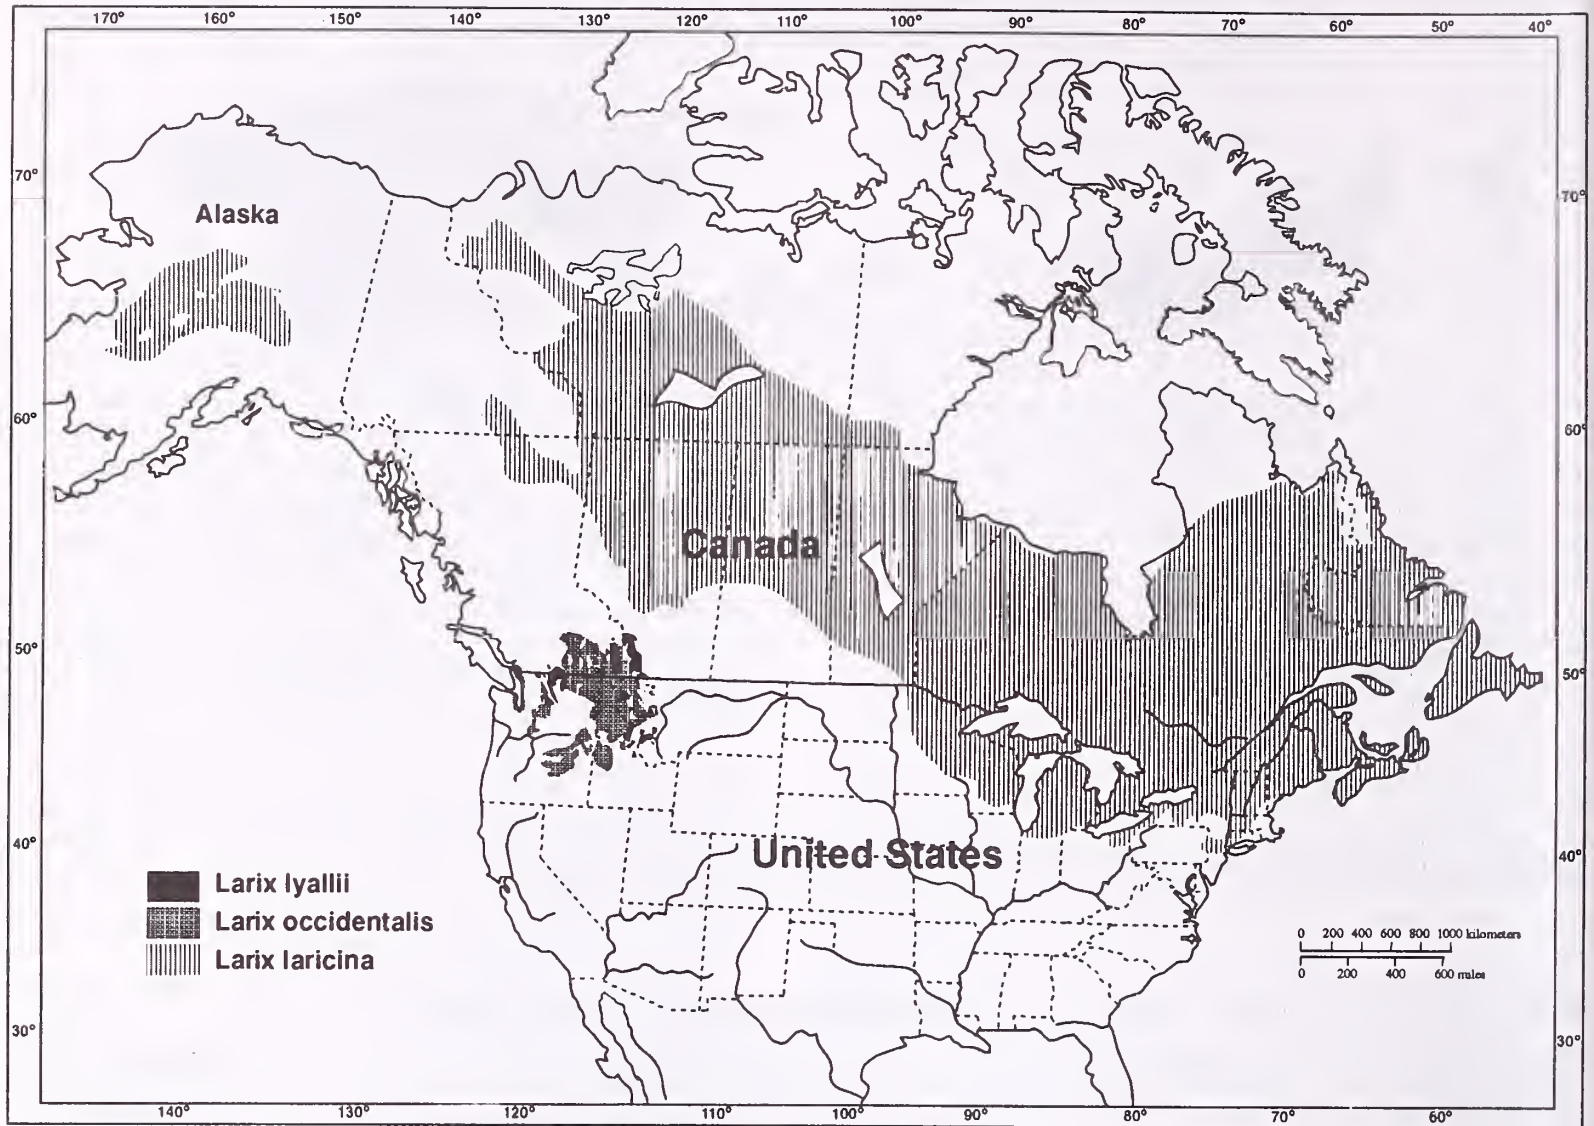 170° 160° 150° 140° 130° 120° 110° 100° 90° 80° 70° 60° 50° 40°
70° 70°
Alaska
60° 60°
Canada
50° 50°
40° 40°
United States
Larix lyallii
Larix occidentalis
Larix laricina
0 200 400 600 800 1000 kilometers
0 200 400 600 miles
30° 30°
140° 130° 120° 110° 100° 90° 80° 70° 60°